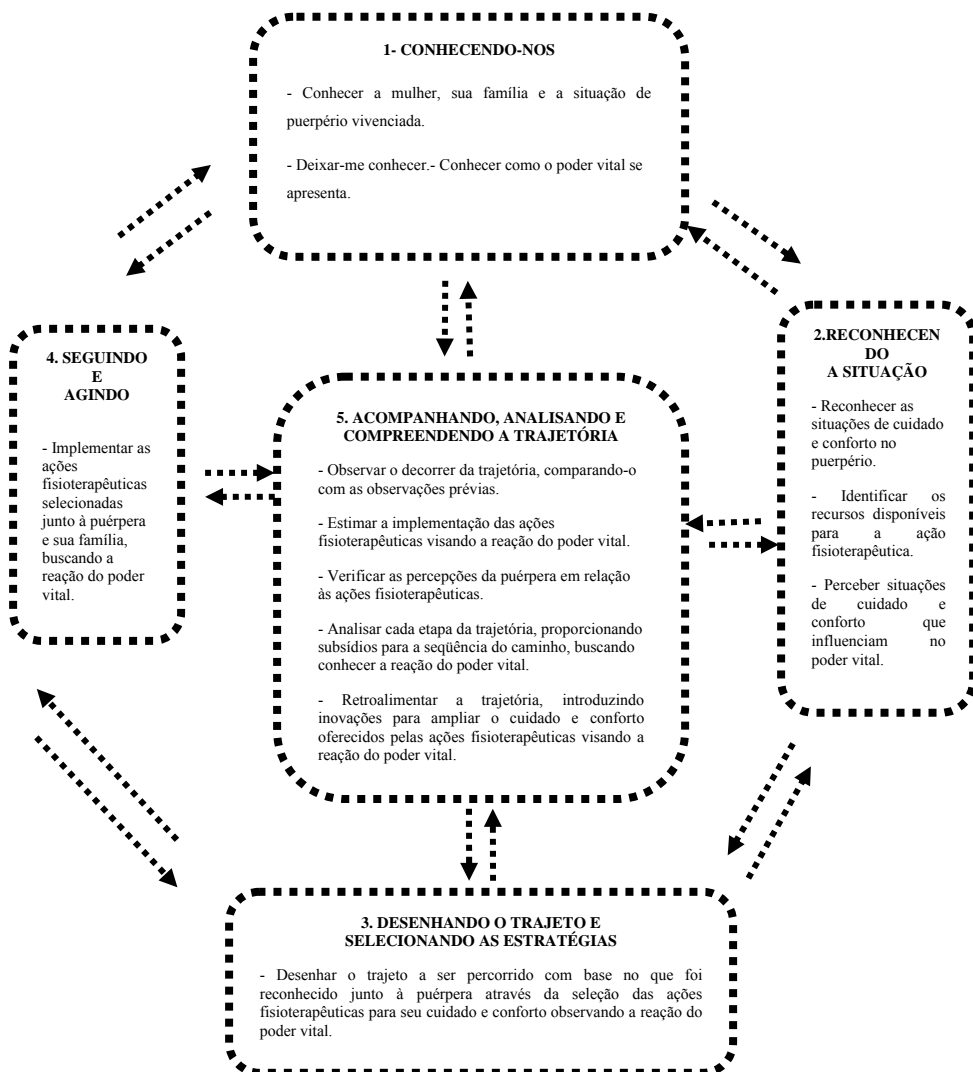 1- CONHECENDO-NOS
- Conhecer a mulher, sua família e a situação de
puerpério vivenciada.
- Deixar-me conhecer.- Conhecer como o poder vital se
apresenta.
2.RECONHECEN
DO
A SITUAÇÃO
- Reconhecer as
situações de cuidado
e conforto no
puerpério.
- Identificar os
recursos disponíveis
para a ação
fisioterapêutica.
- Perceber situações
de cuidado e
conforto que
influenciam no
poder vital.
3. DESENHANDO O TRAJETO E
SELECIONANDO AS ESTRATÉGIAS
- Desenhar o trajeto a ser percorrido com base no que foi
reconhecido junto à puérpera através da seleção das ações
fisioterapêuticas para seu cuidado e conforto observando a reação do
poder vital.
4. SEGUINDO
E
AGINDO
- Implementar as
ações
fisioterapêuticas
selecionadas
junto à puérpera
e sua família,
buscando a
reação do poder
vital.
5. ACOMPANHANDO, ANALISANDO E
COMPREENDENDO A TRAJETÓRIA
- Observar o decorrer da trajetória, comparando-o
com as observações prévias.
- Estimar a implementação das ações
fisioterapêuticas visando a reação do poder vital.
- Verificar as percepções da puérpera em relação
às ações fisioterapêuticas.
- Analisar cada etapa da trajetória, proporcionando
subsídios para a seqüência do caminho, buscando
conhecer a reação do poder vital.
- Retroalimentar a trajetória, introduzindo
inovações para ampliar o cuidado e conforto
oferecidos pelas ações fisioterapêuticas visando a
reação do poder vital.